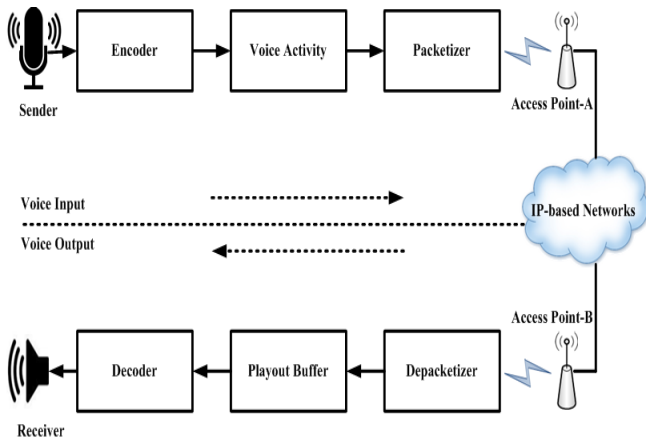 Encoder
Voice Activity
Packetizer
Sender
Access Point-A
Voice Input
IP-based Networks
Voice Output
Access Point-B
Decoder
Playout Buffer
Depacketizer
Receiver